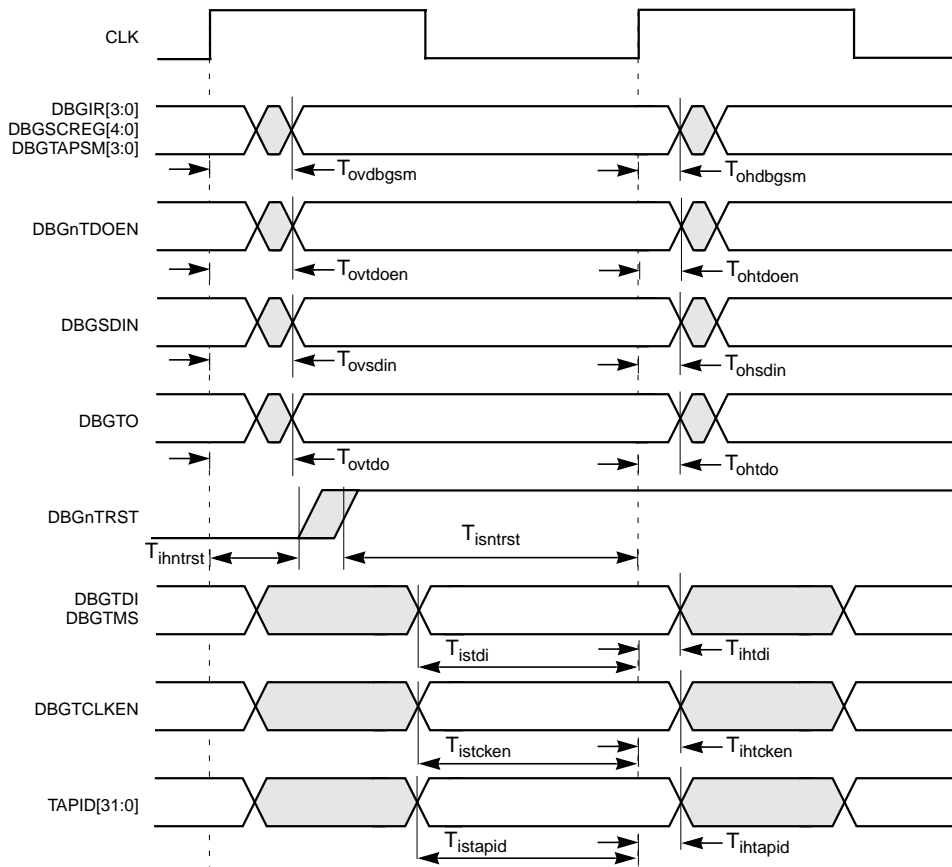 CLK
DBGIR[3:0]
DBGSCREG[4:0]
DBGTAPSM[3:0]
Tovdbgsm
Tohdbgsm
DBGnTDOEN
Tovtdoen
Tohtdoen
DBGSDIN
Tovsdin
Tohsdin
DBGTO
Tovtdo
Tohtdo
DBGnTRST
Tihntrst
Tisntrst
DBGTDI
DBGTMS
Tistdi
Tihtdi
DBGTCLKEN
Tistcken
Tihtcken
TAPID[31:0]
Tistapid
Tihtapid